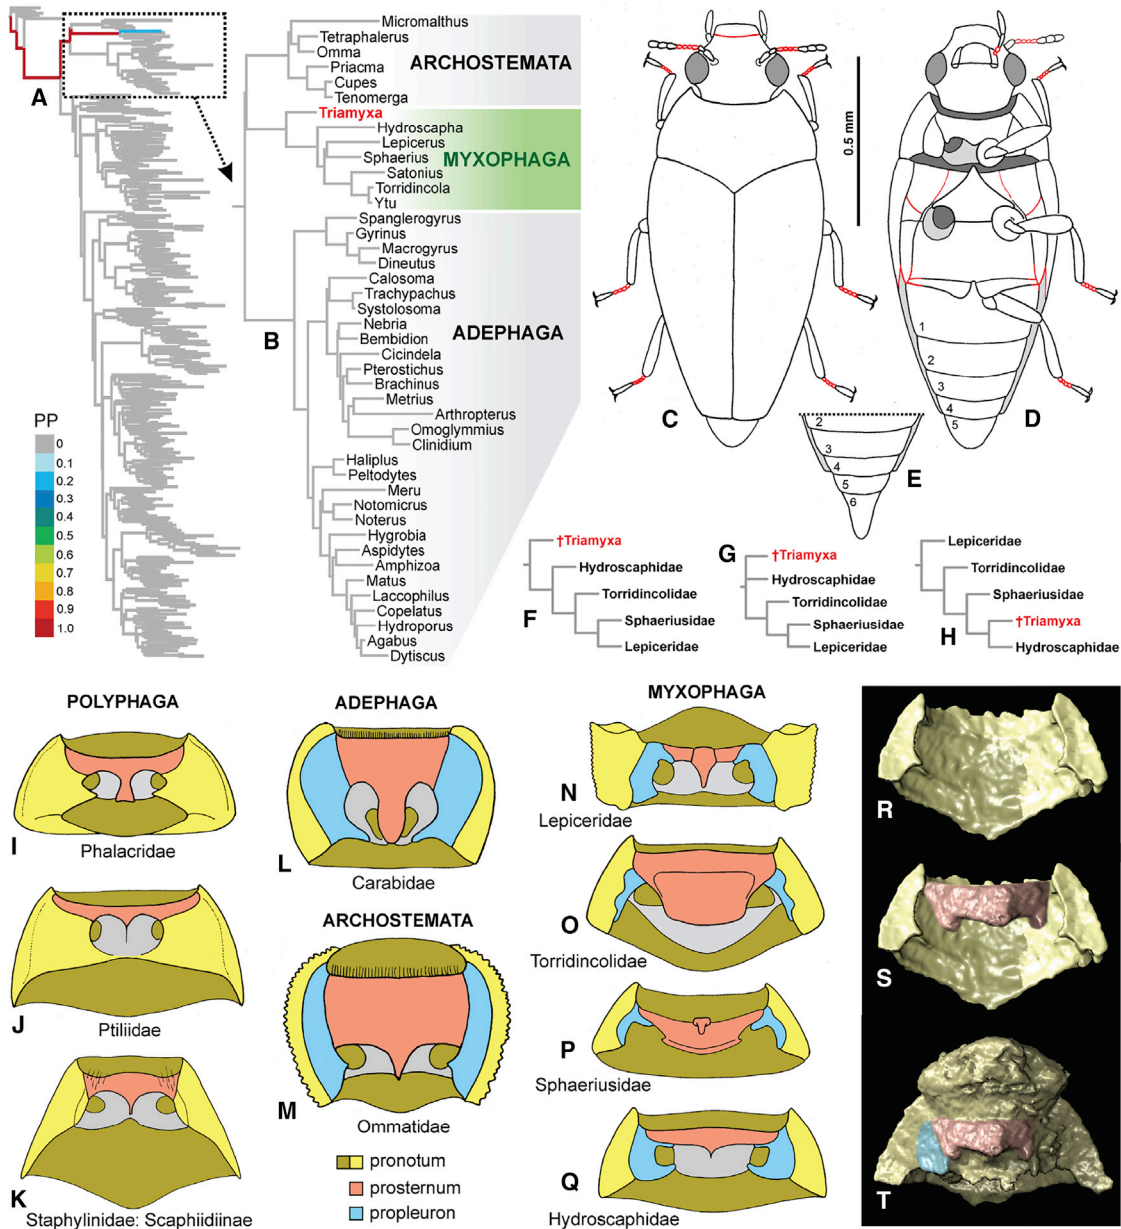 A
PP
0
0.1
0.2
0.3
0.4
0.5
0.6
0.7
0.8
0.9
1.0
B
Micromalthus
Tetraphalerus
Omma
Priacma
Cupes
Tenomerga
ARCHOSTEMATA
Triamyxa
Hydroscapha
Lepicerus
Sphaerius
Satonius
Torridincola
Ytu
MYXOPHAGA
Spanglerogyrus
Gyrinus
Macrogyrus
Dineutus
Calosoma
Trachypachus
Systolosoma
Nebria
Bembidion
Cicindela
Pterostichus
Brachinus
Metrius
Arthropterus
Omoglymmius
Clinidium
Haliplus
Peltodytes
Meru
Notomicrus
Noterus
Hygrobia
Aspidytes
Amphizoa
Matus
Laccophilus
Copelatus
Hydroporus
Agabus
Dytiscus
ADEPHAGA
C
0.5 mm
D
1
2
3
4
5
E
2
3
4
5
6
F
†Triamyxa
Hydroscaphidae
Torridincolidae
Sphaeriusidae
Lepiceridae
G
†Triamyxa
Hydroscaphidae
Torridincolidae
Sphaeriusidae
Lepiceridae
H
Lepiceridae
Torridincolidae
Sphaeriusidae
†Triamyxa
Hydroscaphidae
POLYPHAGA
I
Phalacridae
J
Ptiliidae
K
Staphylinidae: Scaphiidiinae
ADEPHAGA
L
Carabidae
ARCHOSTEMATA
M
Ommatidae
pronotum
prosternum
propleuron
MYXOPHAGA
N
Lepiceridae
O
Torridincolidae
P
Sphaeriusidae
Q
Hydroscaphidae
R
S
T